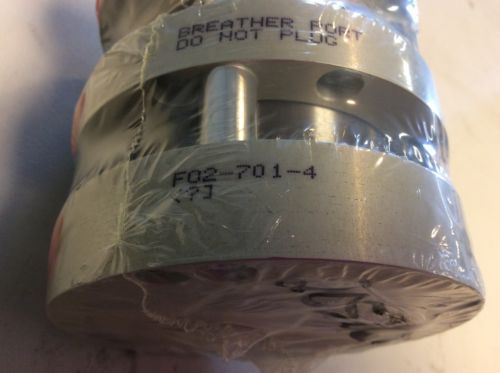 BREATHER PORT
DO NOT PLUG
F02-701-4
[?]